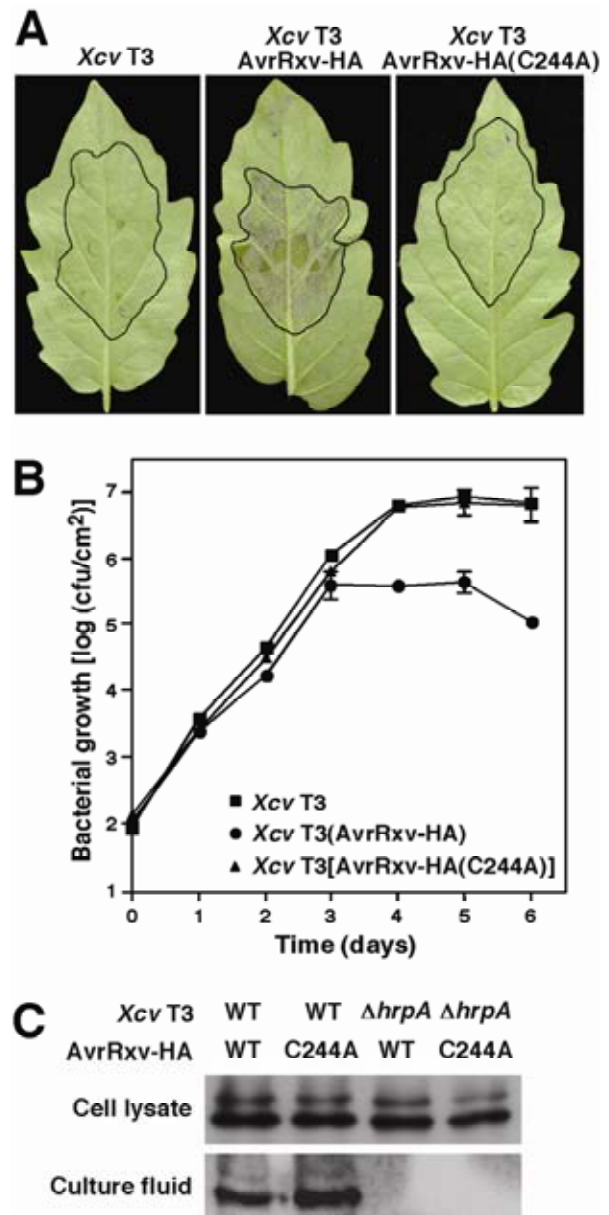 A
Xcv T3
Xcv T3
AvrRxv-HA
Xcv T3
AvrRxv-HA(C244A)
B
Bacterial growth [log (cfu/cm²)]
7
6
5
4
3
2
1
0 1 2 3 4 5 6
Time (days)
Xcv T3
Xcv T3(AvrRxv-HA)
Xcv T3[AvrRxv-HA(C244A)]
C
Xcv T3 WT WT ΔhrpA ΔhrpA
AvrRxv-HA WT C244A WT C244A
Cell lysate
Culture fluid